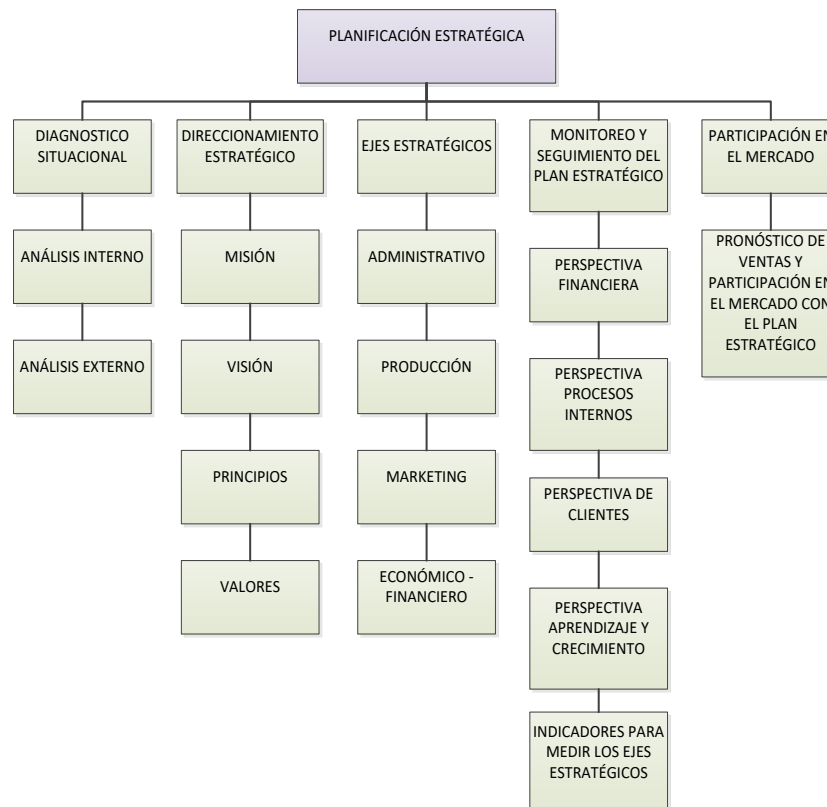 PLANIFICACIÓN ESTRATÉGICA
DIAGNOSTICO
SITUACIONAL
ANÁLISIS INTERNO
ANÁLISIS EXTERNO
DIRECCIONAMIENTO
ESTRATÉGICO
MISIÓN
VISIÓN
PRINCIPIOS
VALORES
EJES ESTRATÉGICOS
ADMINISTRATIVO
PRODUCCIÓN
MARKETING
ECONÓMICO -
FINANCIERO
MONITOREO Y
SEGUIMIENTO DEL
PLAN ESTRATÉGICO
PERSPECTIVA
FINANCIERA
PERSPECTIVA
PROCESOS
INTERNOS
PERSPECTIVA DE
CLIENTES
PERSPECTIVA
APRENDIZAJE Y
CRECIMIENTO
INDICADORES PARA
MEDIR LOS EJES
ESTRATÉGICOS
PARTICIPACIÓN EN
EL MERCADO
PRONÓSTICO DE
VENTAS Y
PARTICIPACIÓN EN
EL MERCADO CON
EL PLAN
ESTRATÉGICO